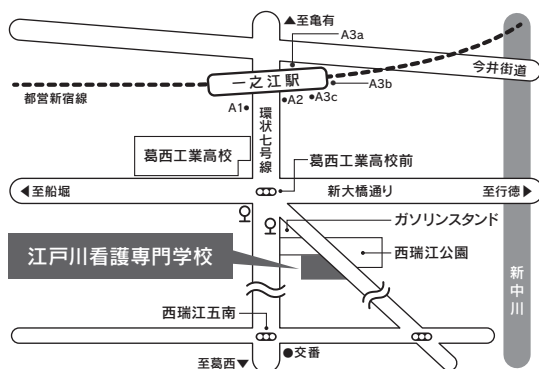 ▲至亀有
A3a
一之江駅
今井街道
都営新宿線
A1
A2
A3c
A3b
環状七号線
葛西工業高校
葛西工業高校前
◀至船堀
新大橋通り
至行徳▶
ガソリンスタンド
江戸川看護専門学校
西瑞江公園
新中川
西瑞江五南
至葛西▼
●交番